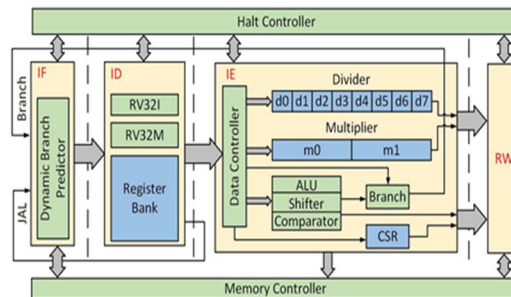 Halt Controller
IF
Branch
JAL
Dynamic Branch
Predictor
ID
RV32I
RV32M
Register
Bank
IE
Data Controller
Divider
d0 d1 d2 d3 d4 d5 d6 d7
Multiplier
m0 m1
ALU
Shifter
Comparator
Branch
CSR
RW
Memory Controller